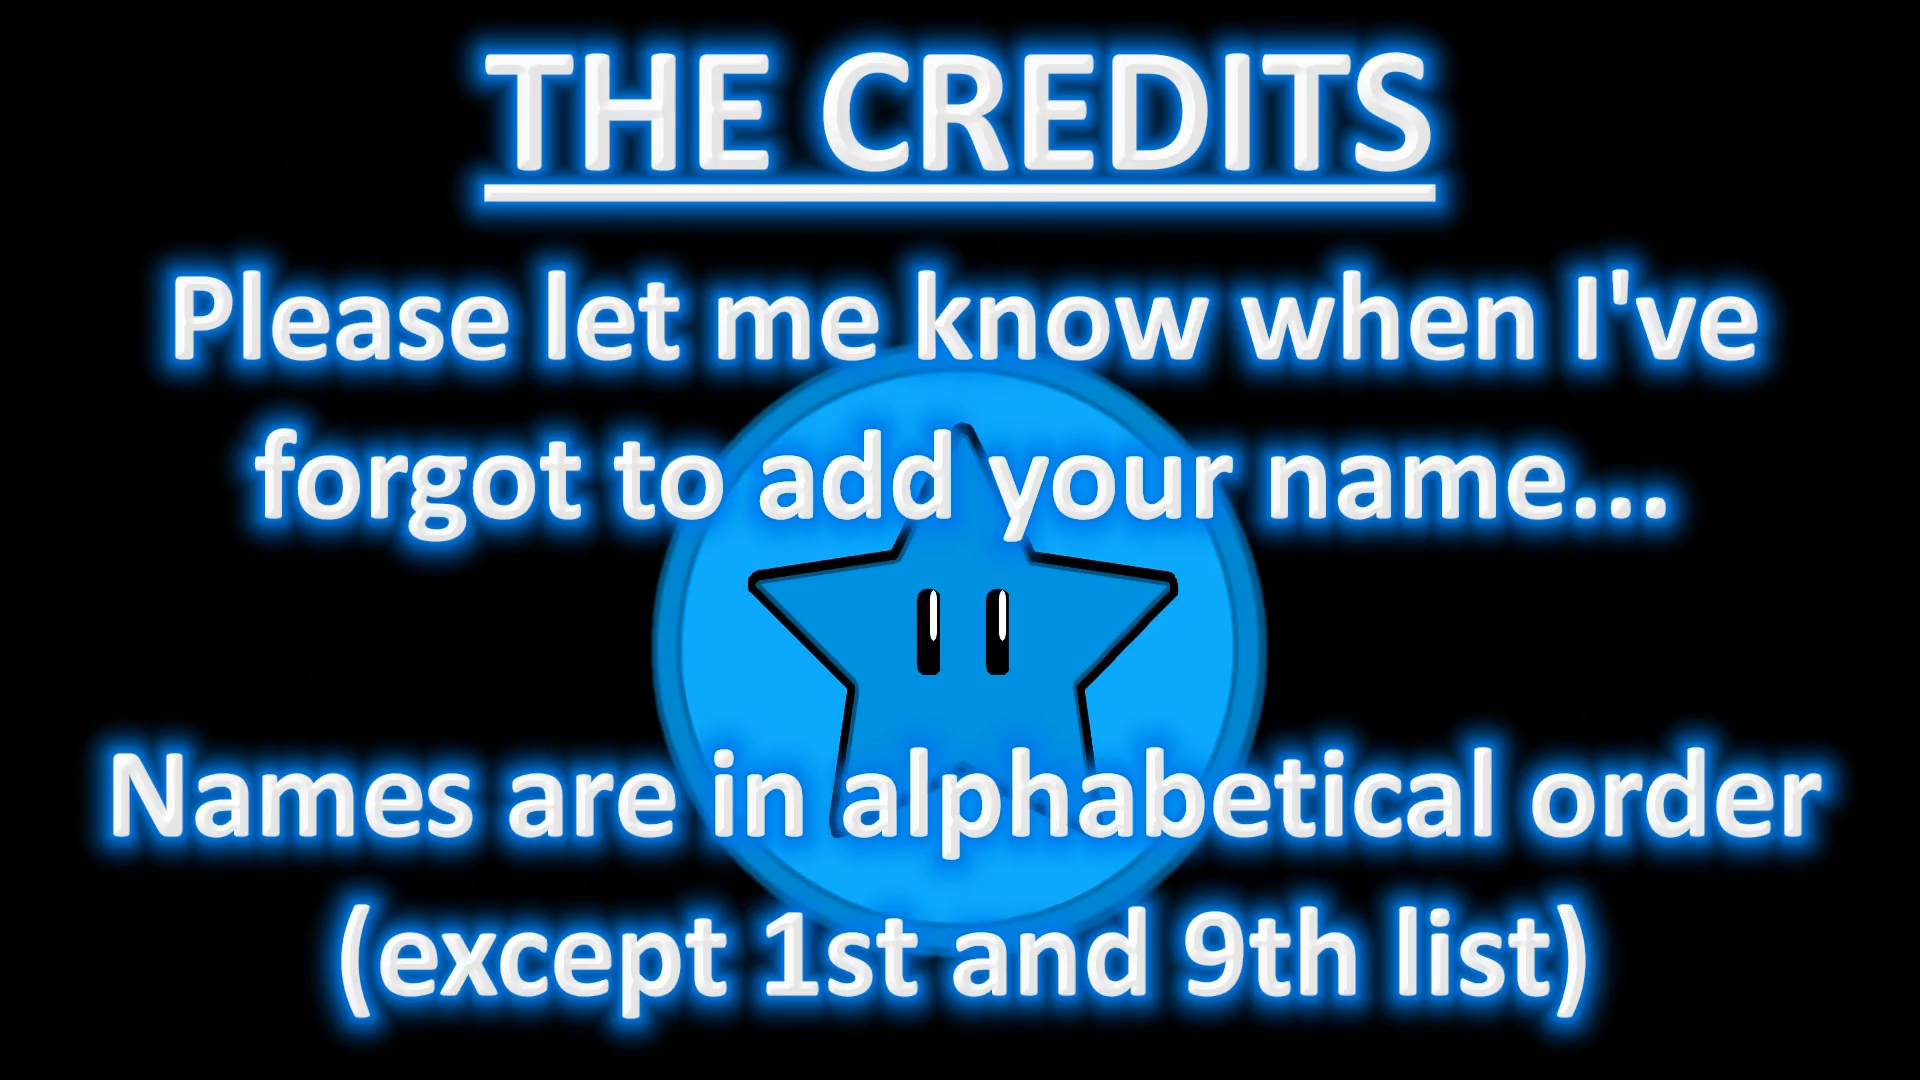 THE CREDITS
Please let me know when I've
forgot to add your name...
Names are in alphabetical order
(except 1st and 9th list)